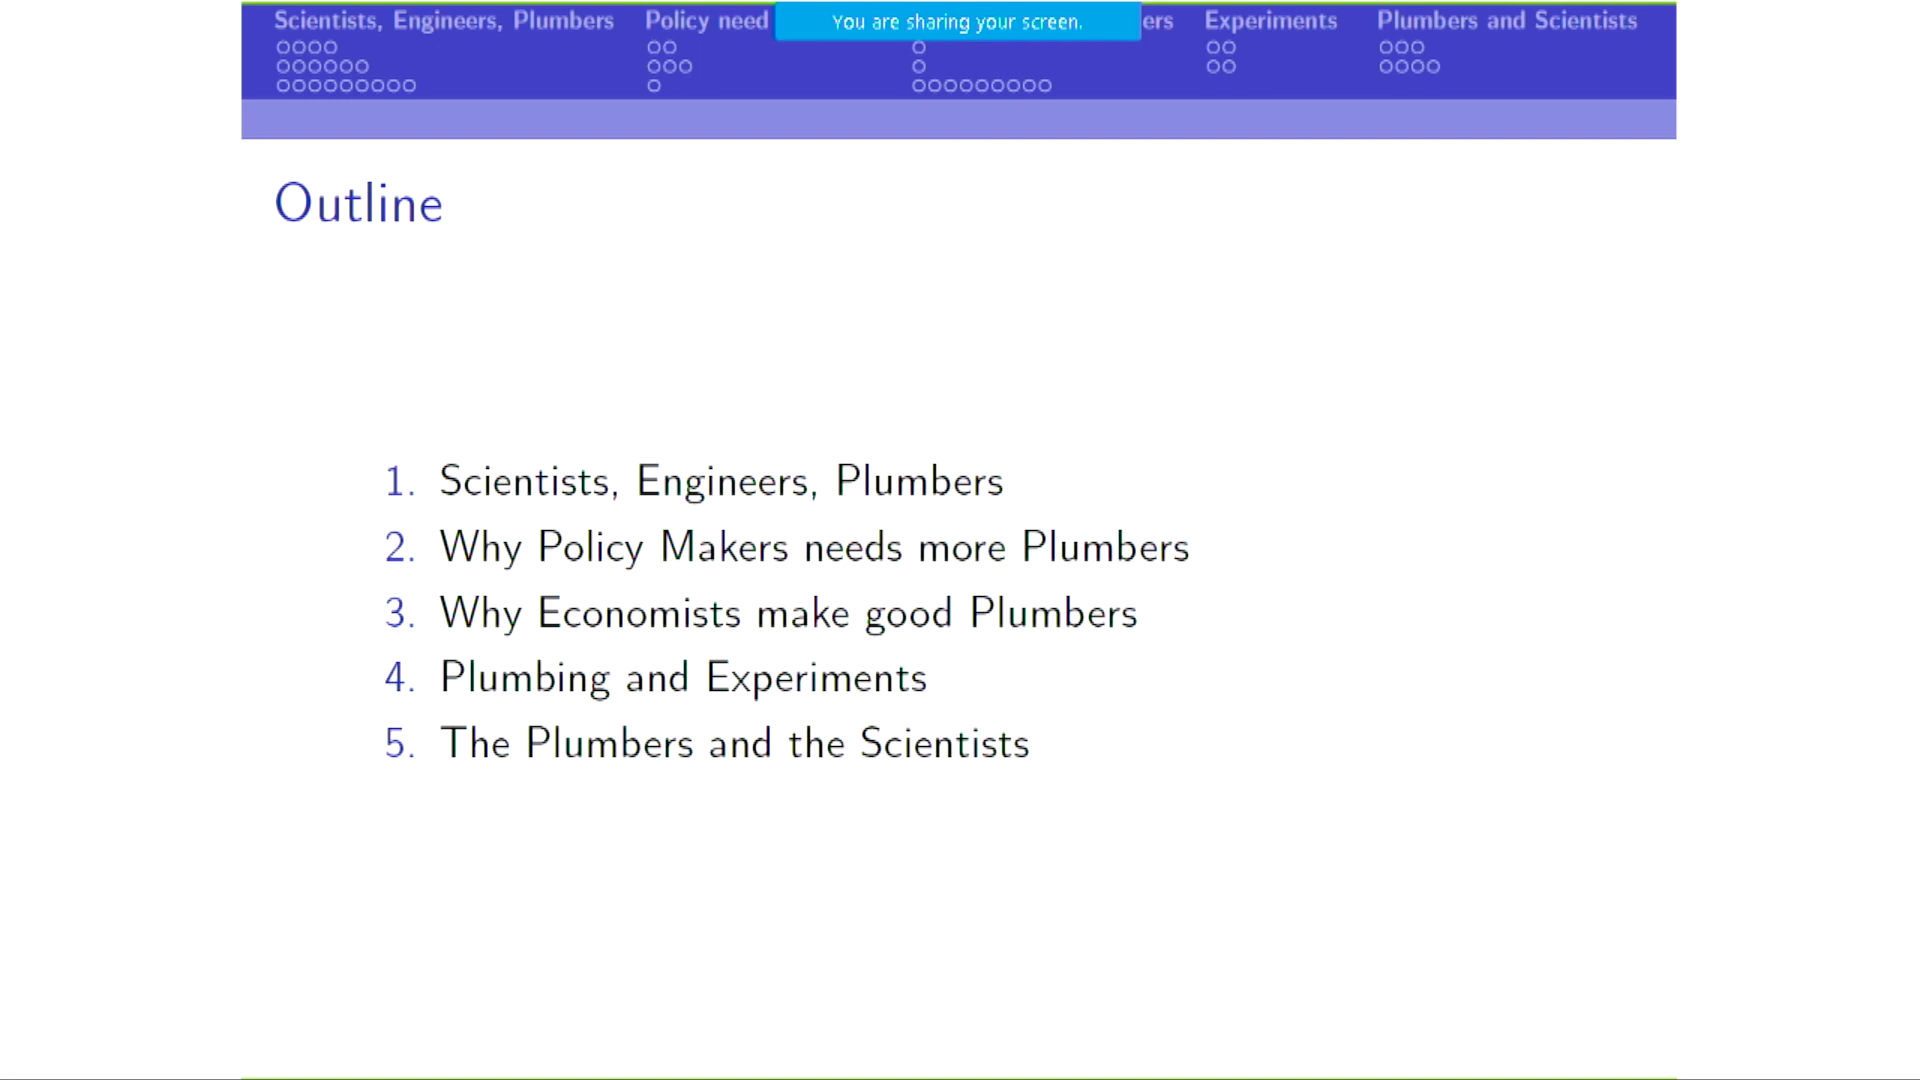 Scientists, Engineers, Plumbers Policy need You are sharing your screen. ers Experiments Plumbers and Scientists
Outline
1. Scientists, Engineers, Plumbers
2. Why Policy Makers needs more Plumbers
3. Why Economists make good Plumbers
4. Plumbing and Experiments
5. The Plumbers and the Scientists